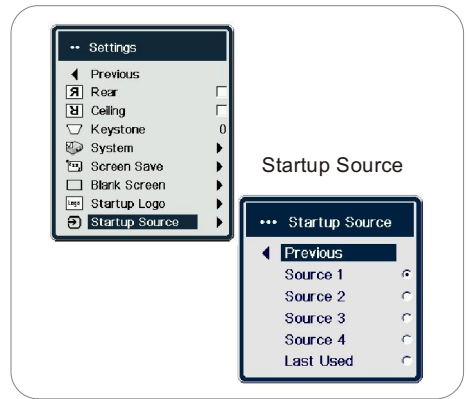 Settings
Previous
Rear
Ceiling
Keystone 0
System
Screen Save
Blank Screen
Startup Logo
Startup Source
Startup Source
Startup Source
Previous
Source 1
Source 2
Source 3
Source 4
Last Used